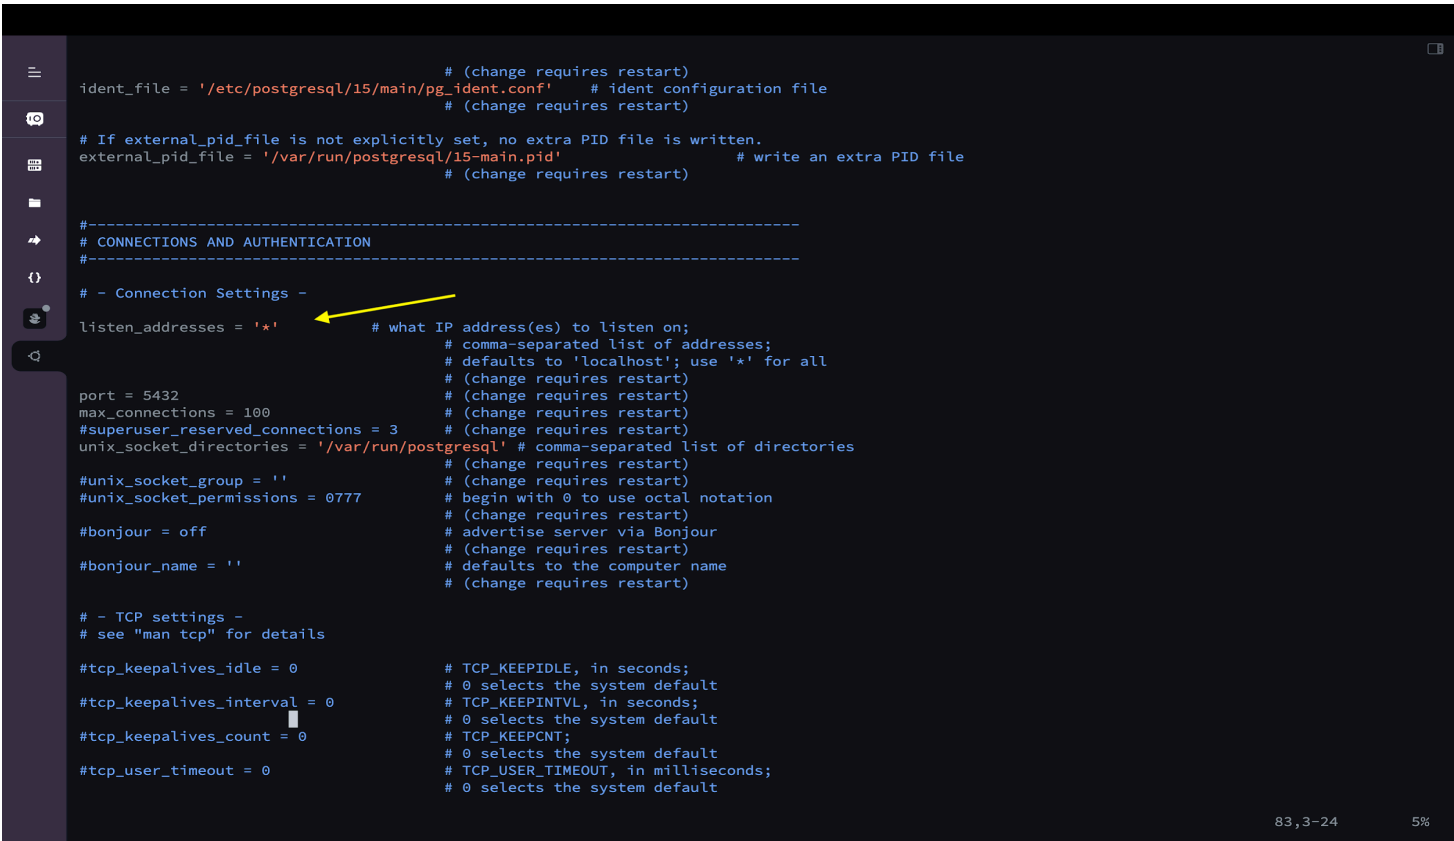 # (change requires restart)
ident_file = '/etc/postgresql/15/main/pg_ident.conf'    # ident configuration file
# (change requires restart)
# If external_pid_file is not explicitly set, no extra PID file is written.
external_pid_file = '/var/run/postgresql/15-main.pid'                   # write an extra PID file
# (change requires restart)
#------------------------------------------------------------------------------
# CONNECTIONS AND AUTHENTICATION
#------------------------------------------------------------------------------
# - Connection Settings -
listen_addresses = '*'          # what IP address(es) to listen on;
# comma-separated list of addresses;
# defaults to 'localhost'; use '*' for all
# (change requires restart)
port = 5432                             # (change requires restart)
max_connections = 100                   # (change requires restart)
#superuser_reserved_connections = 3     # (change requires restart)
unix_socket_directories = '/var/run/postgresql' # comma-separated list of directories
# (change requires restart)
#unix_socket_group = ''                 # (change requires restart)
#unix_socket_permissions = 0777         # begin with 0 to use octal notation
# (change requires restart)
#bonjour = off                          # advertise server via Bonjour
# (change requires restart)
#bonjour_name = ''                      # defaults to the computer name
# (change requires restart)
# - TCP settings -
# see "man tcp" for details
#tcp_keepalives_idle = 0                # TCP_KEEPIDLE, in seconds;
# 0 selects the system default
#tcp_keepalives_interval = 0            # TCP_KEEPINTVL, in seconds;
# 0 selects the system default
#tcp_keepalives_count = 0               # TCP_KEEPCNT;
# 0 selects the system default
#tcp_user_timeout = 0                   # TCP_USER_TIMEOUT, in milliseconds;
# 0 selects the system default
83,3-24        5%